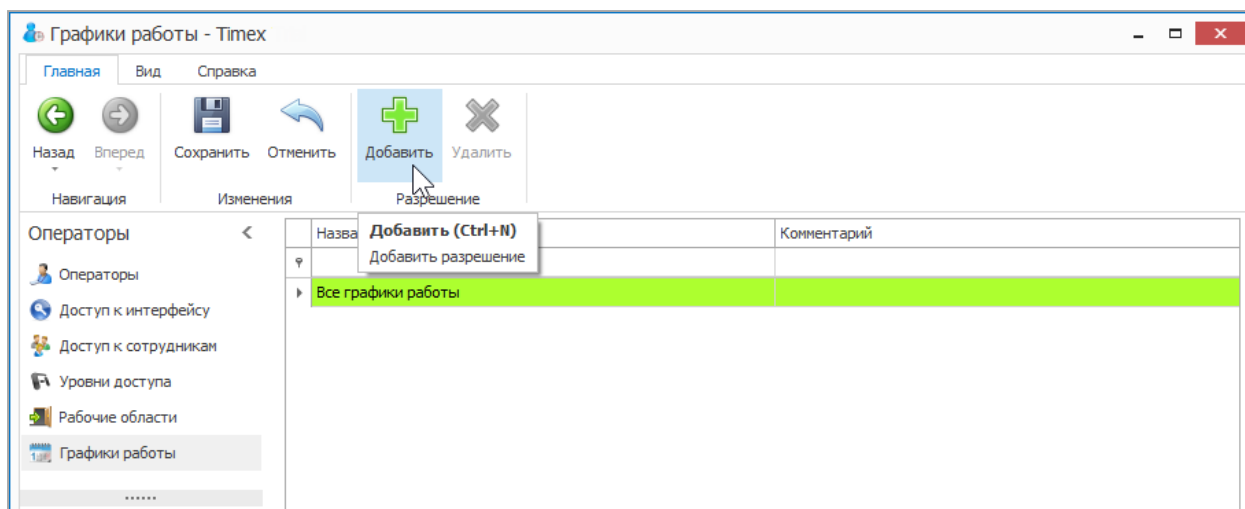 Графики работы - Timex
Главная Вид Справка
Назад Вперед Сохранить Отменить Добавить Удалить
Навигация Изменения Разрешение
Операторы
Операторы
Доступ к интерфейсу
Доступ к сотрудникам
Уровни доступа
Рабочие области
Графики работы
Добавить (Ctrl+N)
Добавить разрешение
Комментарий
Все графики работы